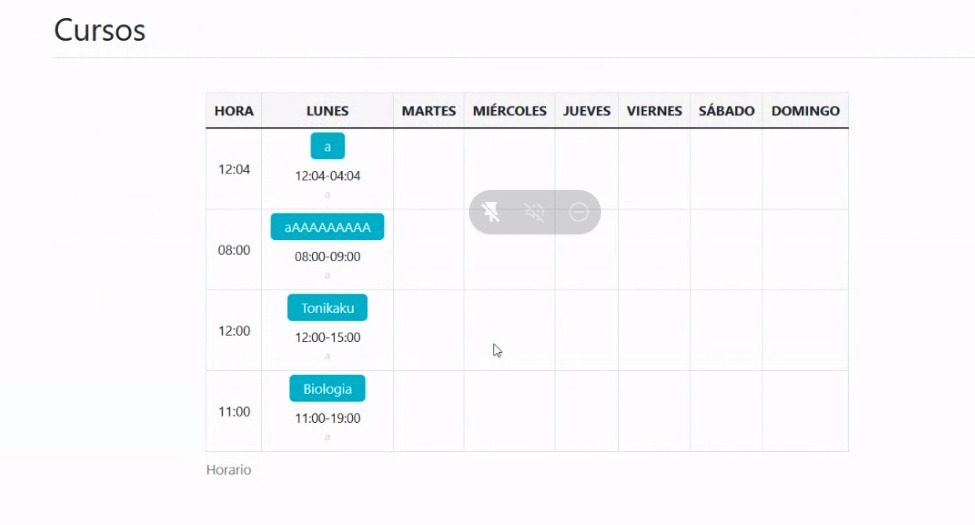 Cursos
HORA LUNES MARTES MIÉRCOLES JUEVES VIERNES SÁBADO DOMINGO
a
12:04 12:04-04:04
a
aAAAAAAAAA
08:00 08:00-09:00
a
Tonikaku
12:00 12:00-15:00
a
Biologia
11:00 11:00-19:00
a
Horario